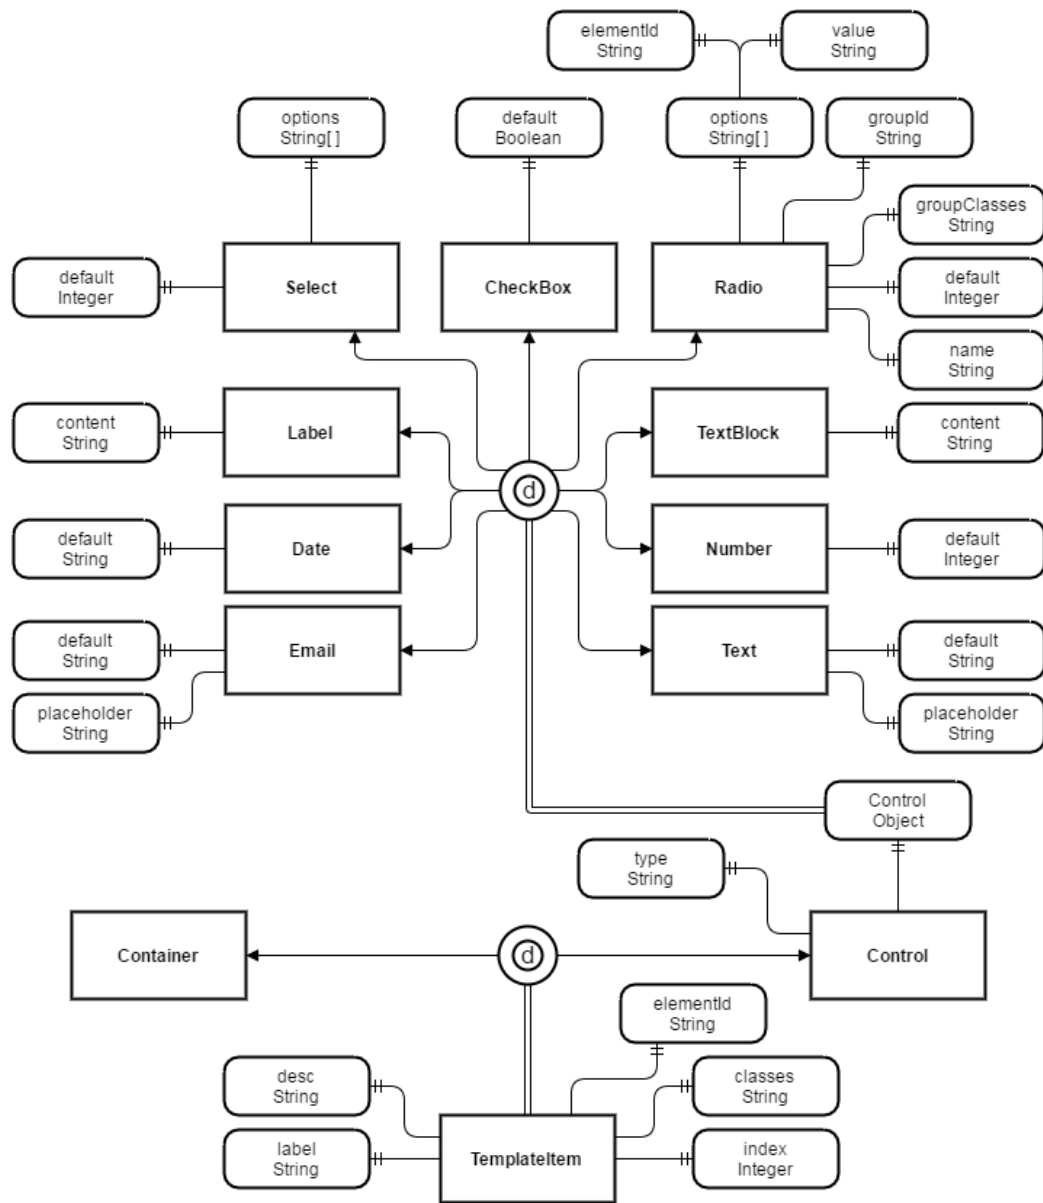 elementId
String
value
String
options
String[ ]
default
Boolean
options
String[ ]
groupId
String
groupClasses
String
default
Integer
Select
CheckBox
Radio
default
Integer
name
String
content
String
Label
TextBlock
content
String
d
default
String
Date
Number
default
Integer
default
String
Email
Text
default
String
placeholder
String
placeholder
String
Control
Object
type
String
Container
d
Control
elementId
String
desc
String
classes
String
label
String
TemplateItem
index
Integer